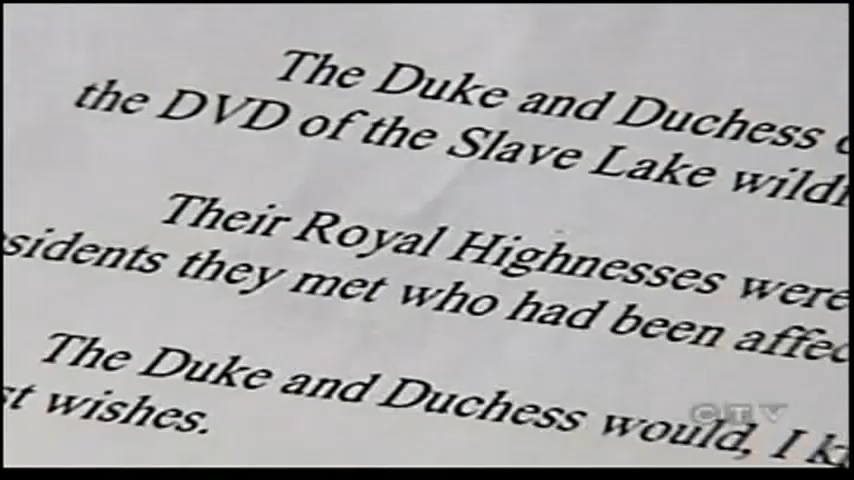 The Duke and Duchess
the DVD of the Slave Lake
Their Royal Highnesses were
sidents they met who had been affec
The Duke and Duchess would, I k
st wishes.
CTV